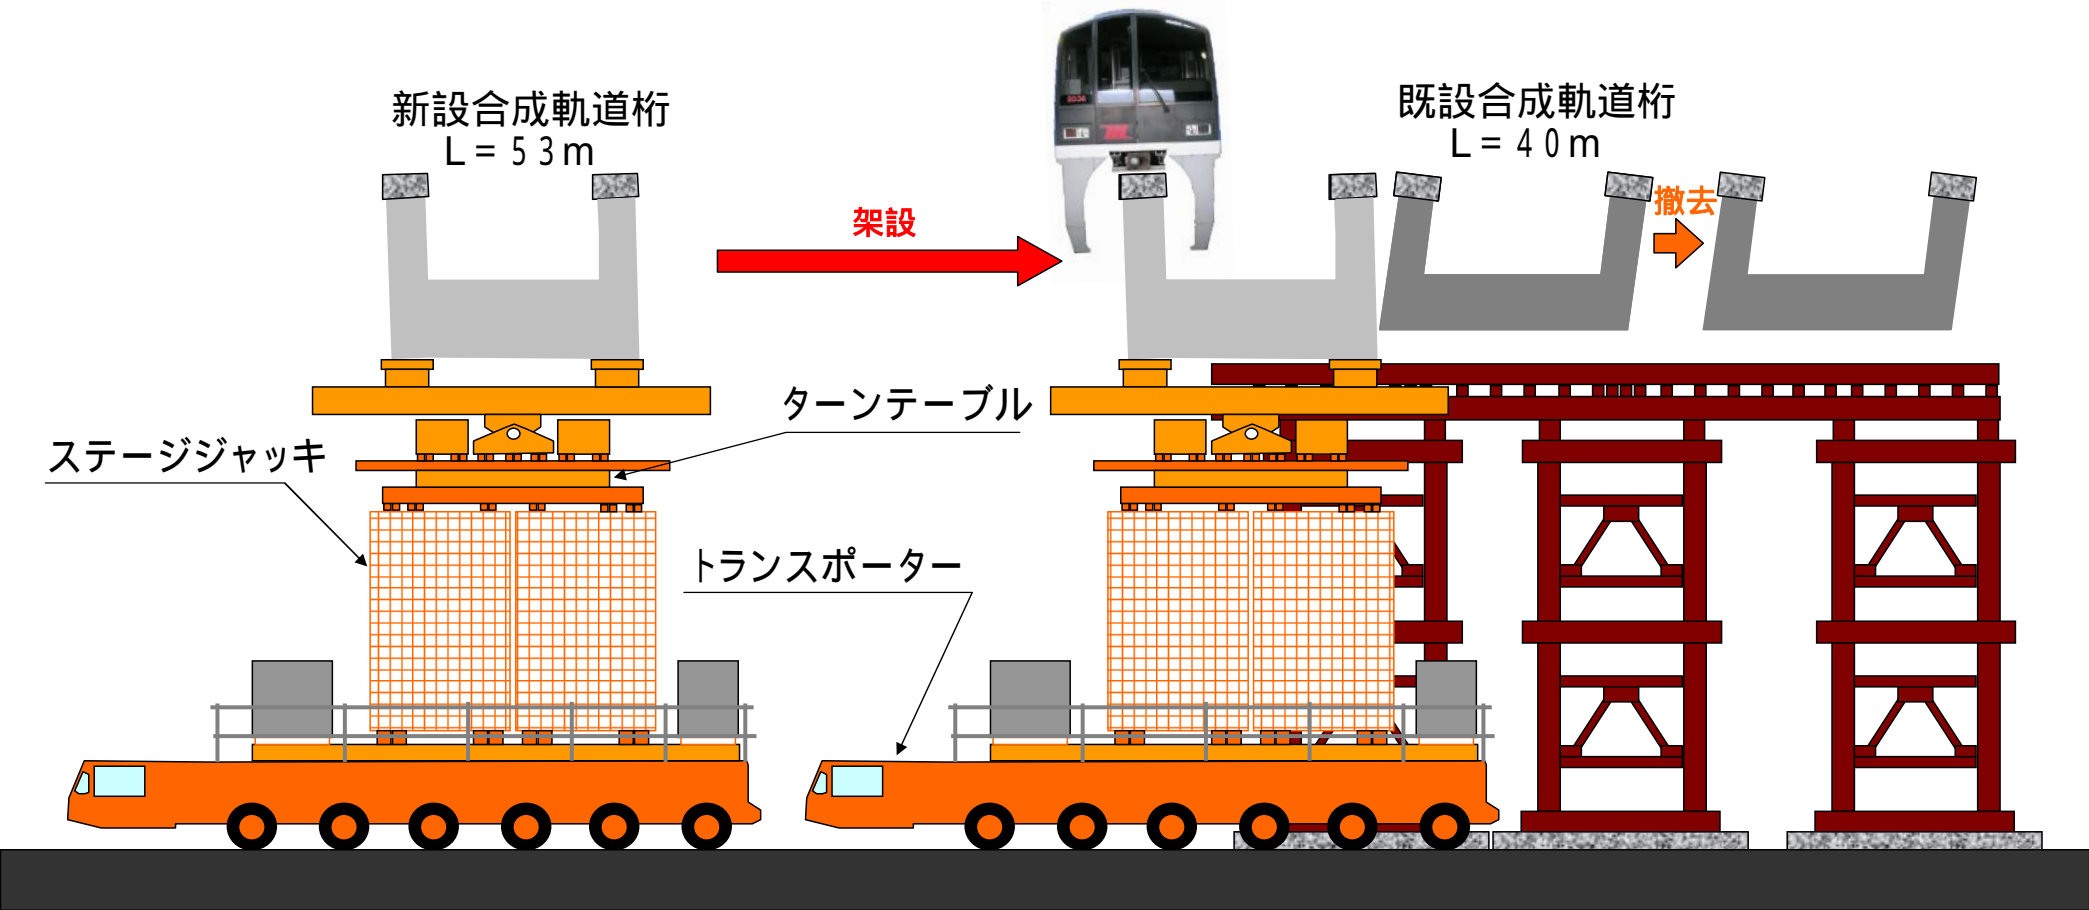 新設合成軌道桁
L=53m
架設
既設合成軌道桁
L=40m
撤去
ターンテーブル
ステージジャッキ
トランスポーター